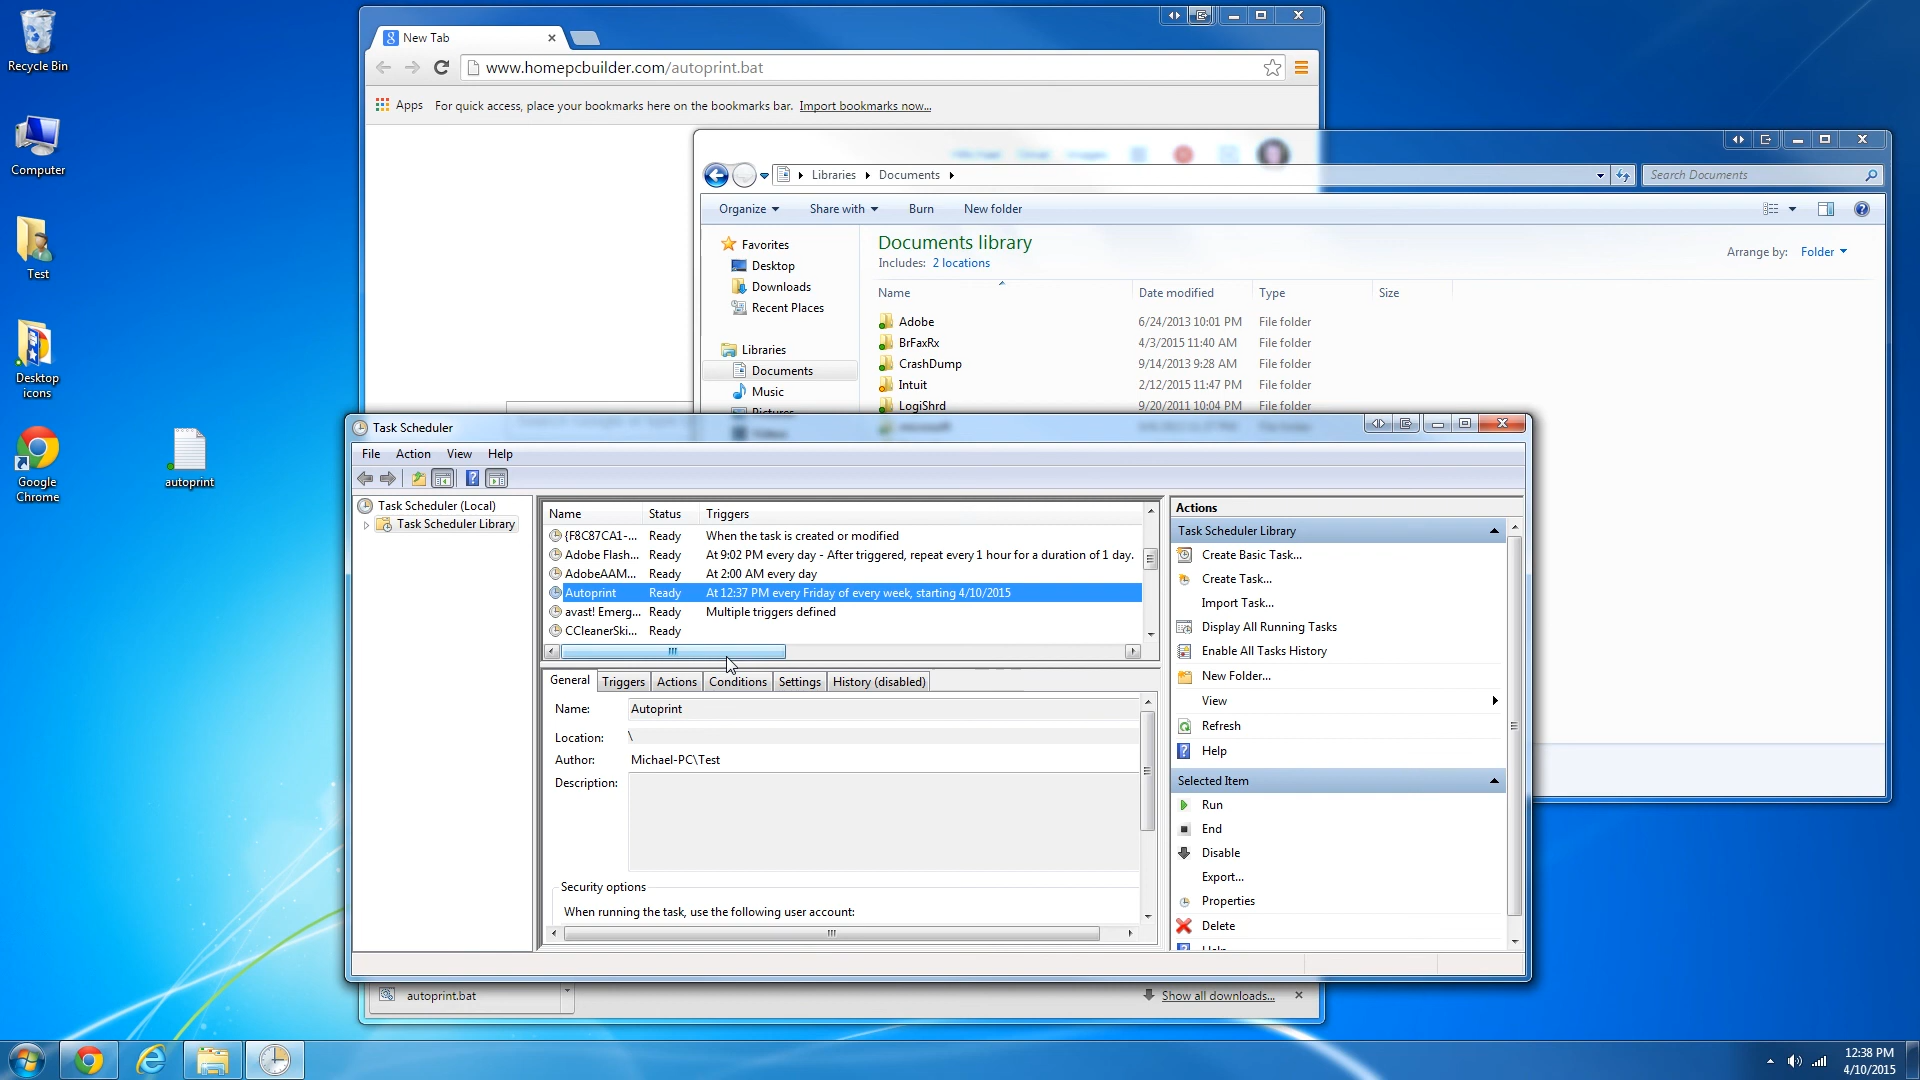 Recycle Bin
Computer
Test
Desktop
icons
Google
Chrome
autoprint
New Tab
www.homepcbuilder.com/autoprint.bat
Apps For quick access, place your bookmarks here on the bookmarks bar. Import bookmarks now...
Libraries Documents
Search Documents
Organize Share with Burn New folder
Favorites
Desktop
Downloads
Recent Places
Libraries
Documents
Music
Pictures
Documents library
Includes: 2 locations
Arrange by: Folder
Name Date modified Type Size
Adobe 6/24/2013 10:01 PM File folder
BrFaxRx 4/3/2015 11:40 AM File folder
CrashDump 9/14/2013 9:28 AM File folder
Intuit 2/12/2015 11:47 PM File folder
LogiShrd 9/20/2011 10:04 PM File folder
Task Scheduler
File Action View Help
Task Scheduler (Local)
Task Scheduler Library
Name Status Triggers
{F8C87CA1-... Ready When the task is created or modified
Adobe Flash... Ready At 9:02 PM every day - After triggered, repeat every 1 hour for a duration of 1 day.
AdobeAAM... Ready At 2:00 AM every day
Autoprint Ready At 12:37 PM every Friday of every week, starting 4/10/2015
avast! Emerg... Ready Multiple triggers defined
CCleanerSki... Ready
General Triggers Actions Conditions Settings History (disabled)
Name: Autoprint
Location: \
Author: Michael-PC\Test
Description:
Security options
When running the task, use the following user account:
Actions
Task Scheduler Library
Create Basic Task...
Create Task...
Import Task...
Display All Running Tasks
Enable All Tasks History
New Folder...
View
Refresh
Help
Selected Item
Run
End
Disable
Export...
Properties
Delete
Help
autoprint.bat
Show all downloads...
12:38 PM
4/10/2015